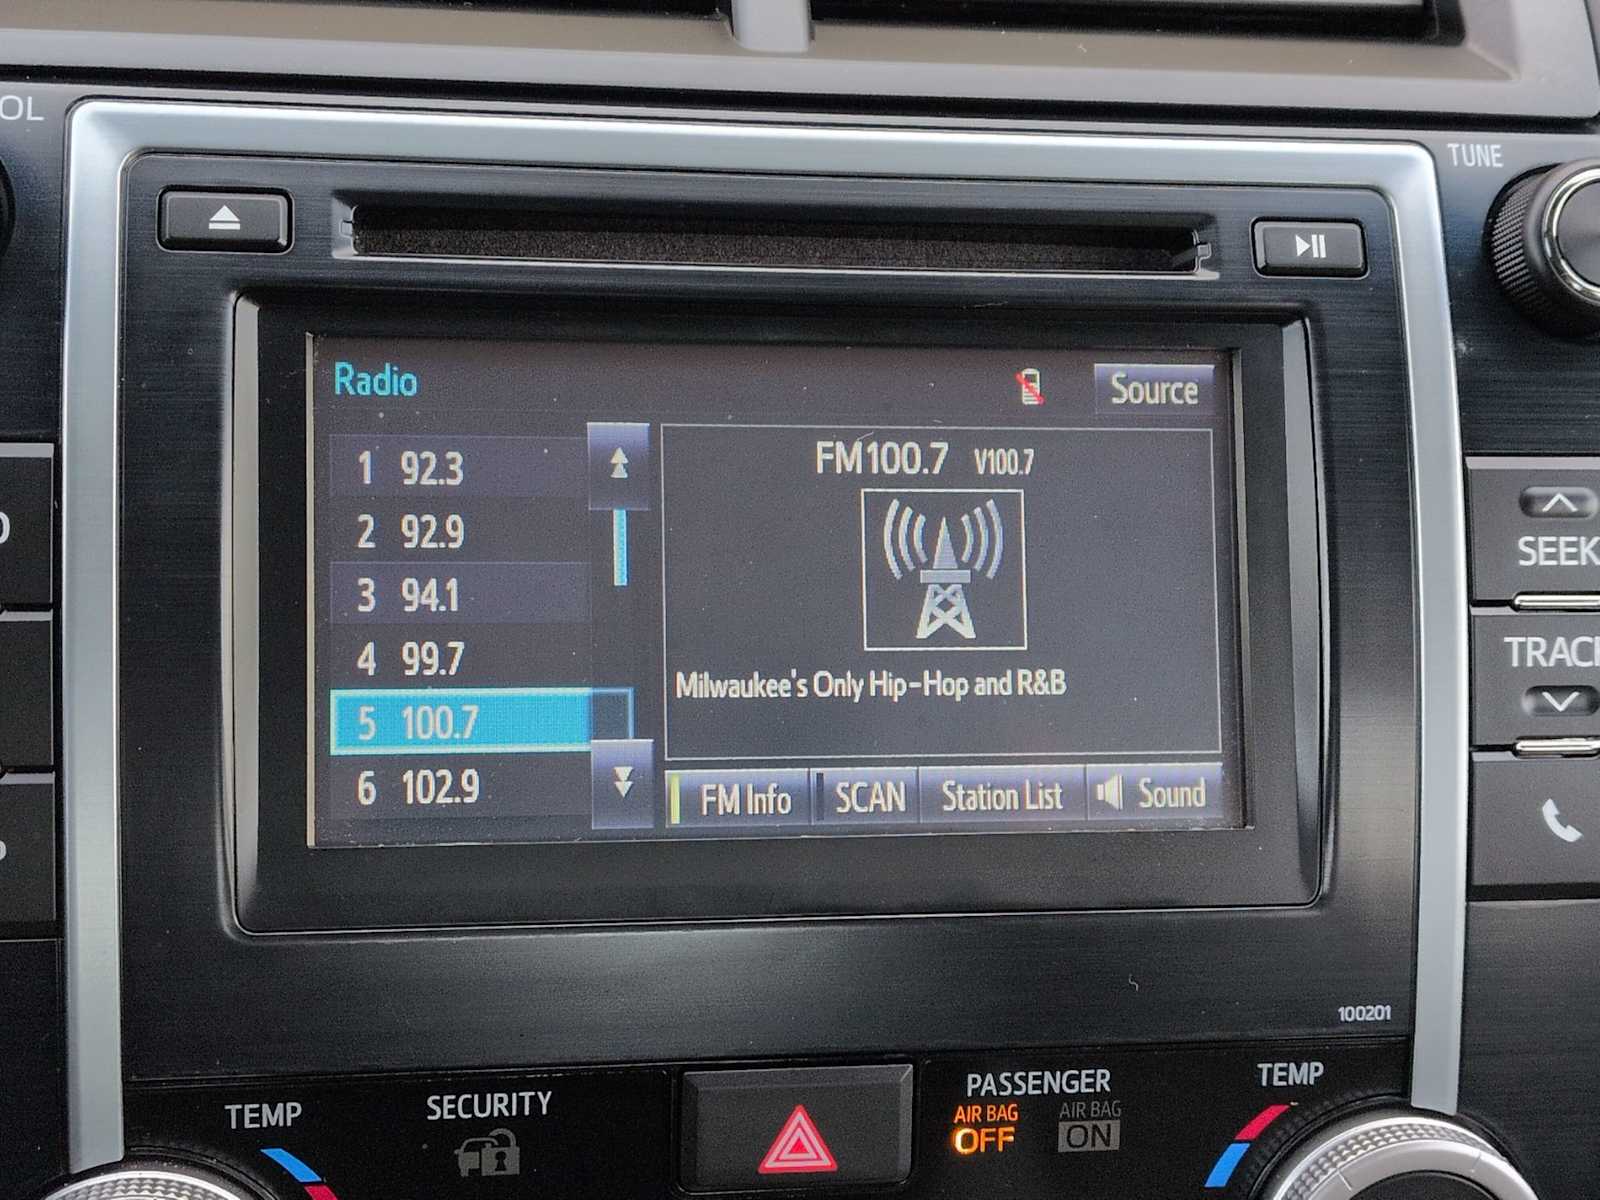 OL
TUNE
Radio
Source
1 92.3
2 92.9
3 94.1
4 99.7
5 100.7
6 102.9
FM100.7 V100.7
Milwaukee's Only Hip-Hop and R&B
FM Info
SCAN
Station List
Sound
SEEK
TRACK
100201
TEMP
SECURITY
PASSENGER
AIR BAG
OFF
AIR BAG
ON
TEMP